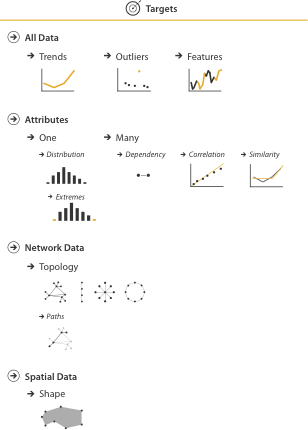 Targets
All Data
Trends Outliers Features
Attributes
One Many
Distribution Dependency Correlation Similarity
Extremes
Network Data
Topology
Paths
Spatial Data
Shape